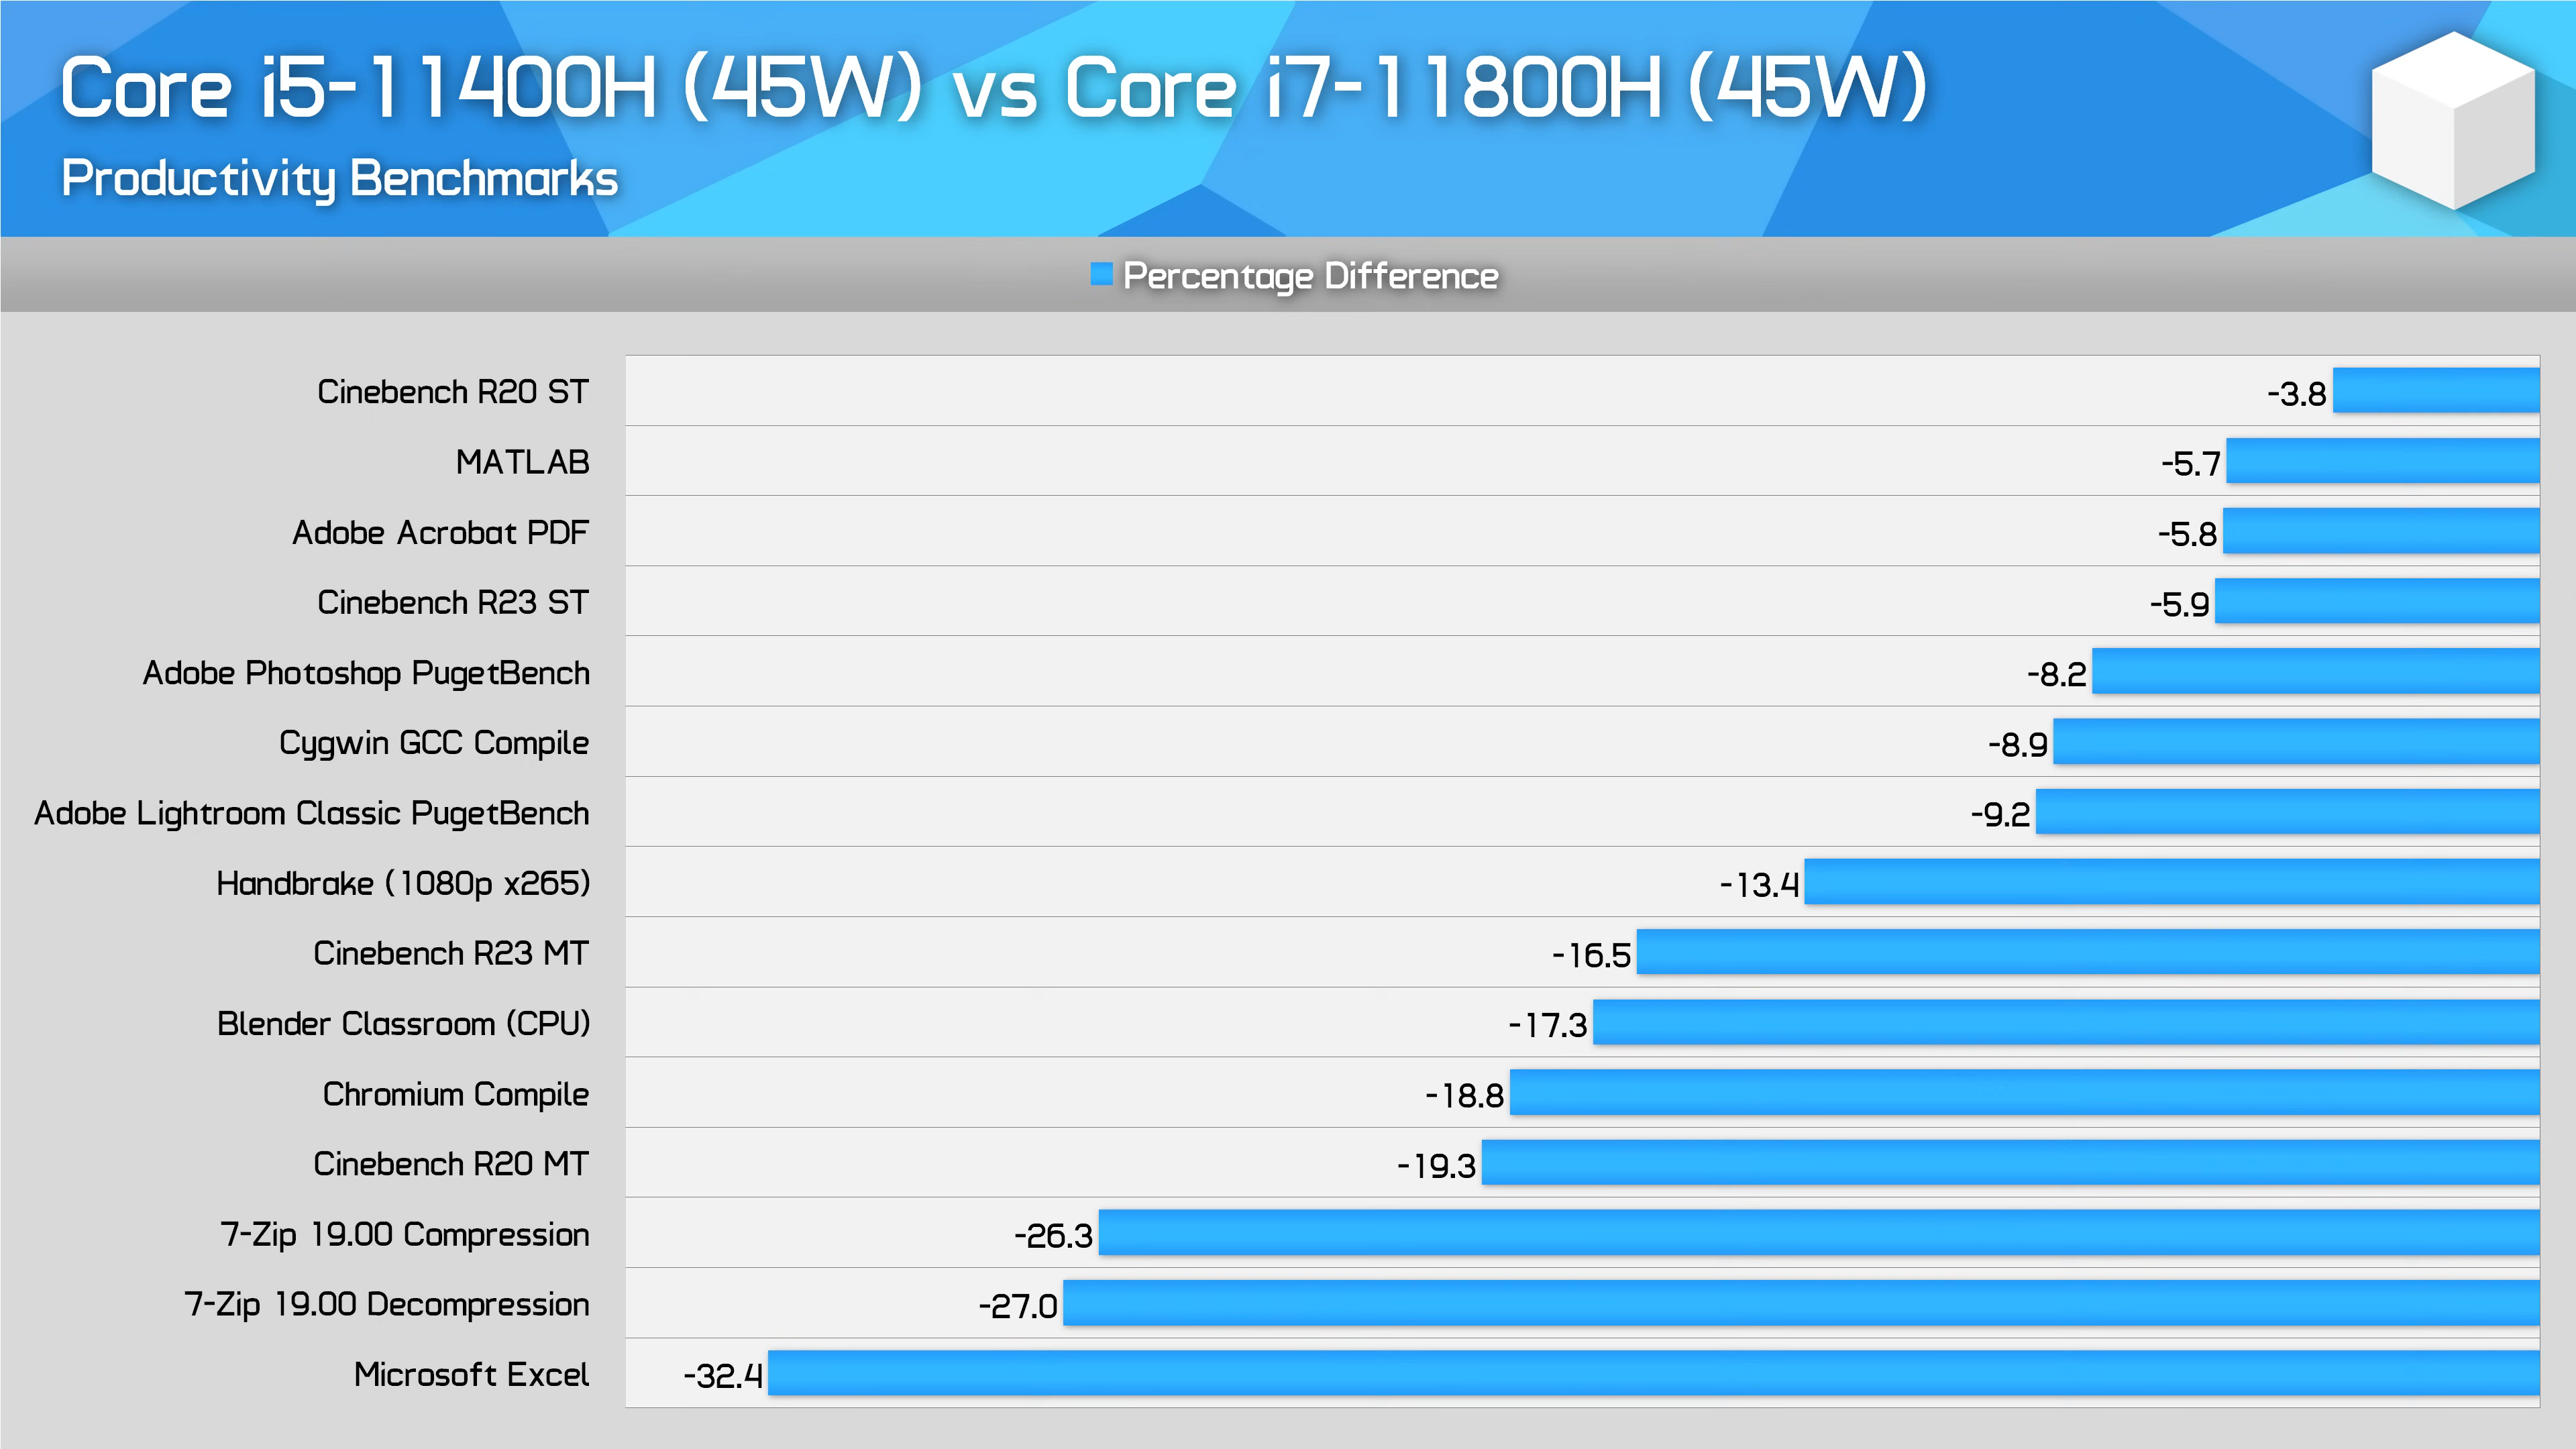 Core i5-11400H (45W) vs Core i7-11800H (45W)
Productivity Benchmarks
Percentage Difference
Cinebench R20 ST -3.8
MATLAB -5.7
Adobe Acrobat PDF -5.8
Cinebench R23 ST -5.9
Adobe Photoshop PugetBench -8.2
Cygwin GCC Compile -8.9
Adobe Lightroom Classic PugetBench -9.2
Handbrake (1080p x265) -13.4
Cinebench R23 MT -16.5
Blender Classroom (CPU) -17.3
Chromium Compile -18.8
Cinebench R20 MT -19.3
7-Zip 19.00 Compression -26.3
7-Zip 19.00 Decompression -27.0
Microsoft Excel -32.4